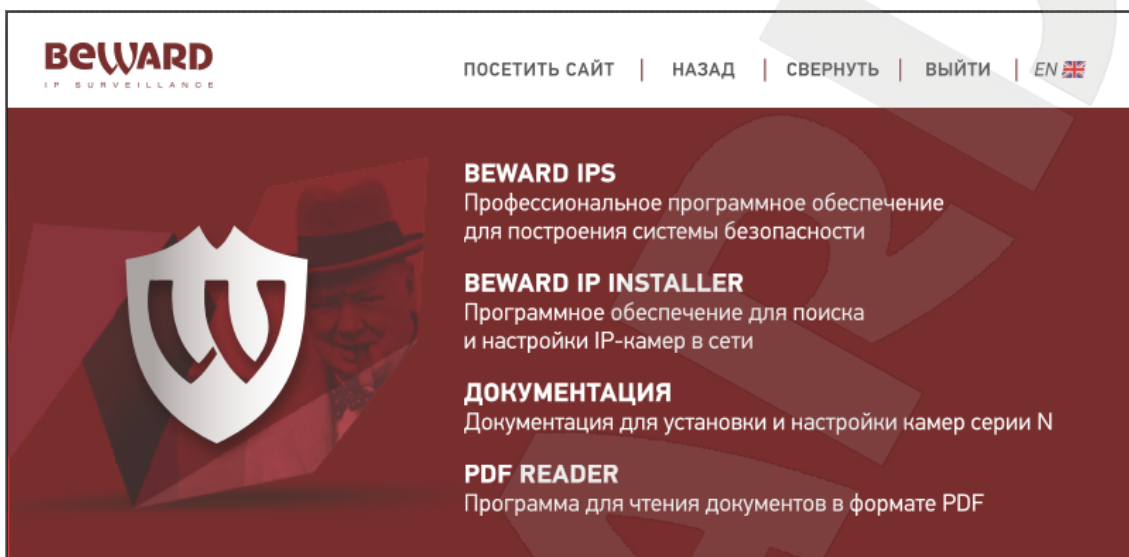 BEWARD
IP SURVEILLANCE
ПОСЕТИТЬ САЙТ | НАЗАД | СВЕРНУТЬ | ВЫЙТИ | EN
BEWARD IPS
Профессиональное программное обеспечение
для построения системы безопасности
BEWARD IP INSTALLER
Программное обеспечение для поиска
и настройки IP-камер в сети
ДОКУМЕНТАЦИЯ
Документация для установки и настройки камер серии N
PDF READER
Программа для чтения документов в формате PDF